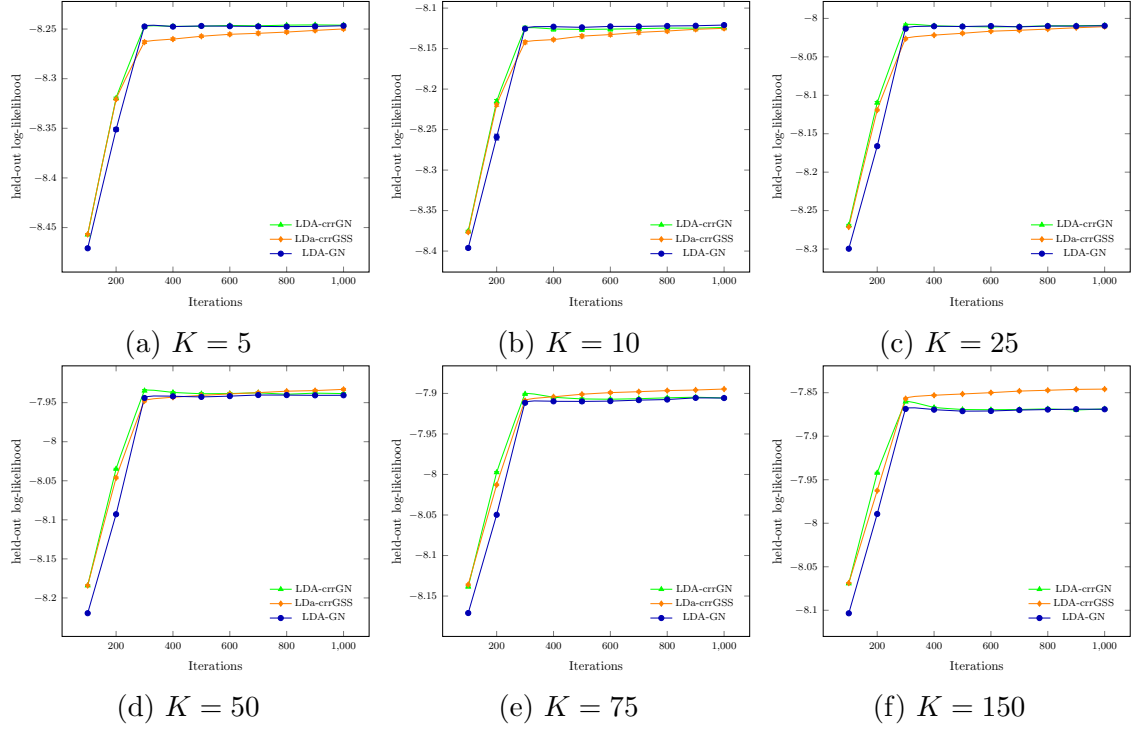 −8.25
−8.3
−8.35
−8.4
−8.45
held-out log-likelihood
LDA-crrGN
LDa-crrGSS
LDA-GN
200 400 600 800 1,000
Iterations
(a) K = 5
−8.1
−8.15
−8.2
−8.25
−8.3
−8.35
−8.4
held-out log-likelihood
LDA-crrGN
LDa-crrGSS
LDA-GN
200 400 600 800 1,000
Iterations
(b) K = 10
−8
−8.05
−8.1
−8.15
−8.2
−8.25
−8.3
held-out log-likelihood
LDA-crrGN
LDa-crrGSS
LDA-GN
200 400 600 800 1,000
Iterations
(c) K = 25
−7.95
−8
−8.05
−8.1
−8.15
−8.2
held-out log-likelihood
LDA-crrGN
LDa-crrGSS
LDA-GN
200 400 600 800 1,000
Iterations
(d) K = 50
−7.9
−7.95
−8
−8.05
−8.1
−8.15
held-out log-likelihood
LDA-crrGN
LDa-crrGSS
LDA-GN
200 400 600 800 1,000
Iterations
(e) K = 75
−7.85
−7.9
−7.95
−8
−8.05
−8.1
held-out log-likelihood
LDA-crrGN
LDa-crrGSS
LDA-GN
200 400 600 800 1,000
Iterations
(f) K = 150